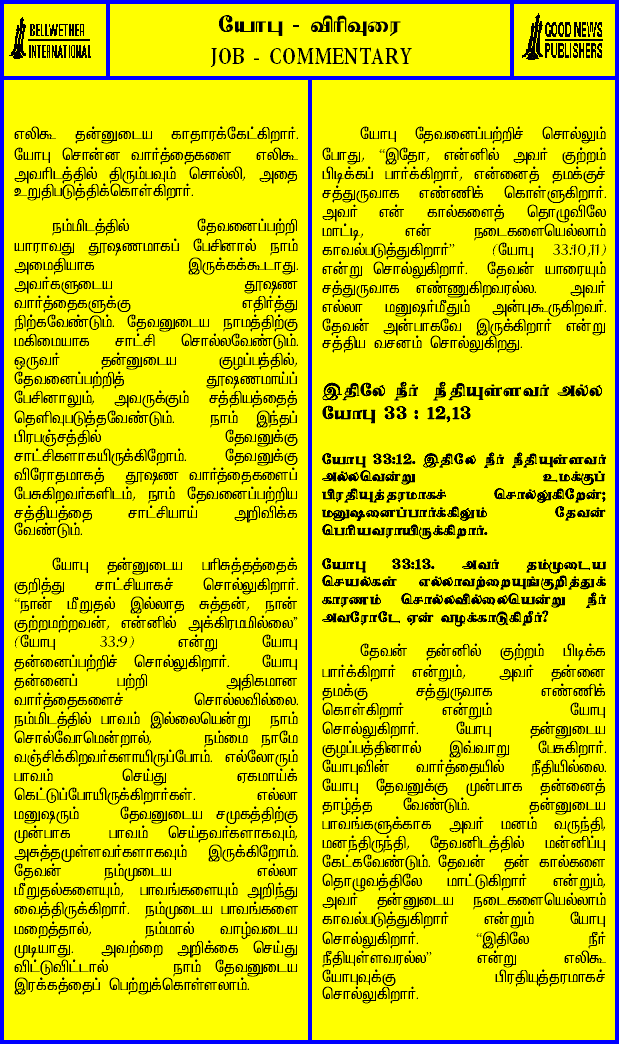 BELLWETHER
INTERNATIONAL
யோபு - விரிவுரை
JOB - COMMENTARY
GOOD NEWS
PUBLISHERS
எலிகூ தன்னுடைய காதாரக்கேட்கிறார்.
யோபு சொன்ன வார்த்தைகளை எலிகூ
அவரிடத்தில் திரும்பவும் சொல்லி, அதை
உறுதிபடுத்திக்கொள்கிறார்.
நம்மிடத்தில் தேவனைப்பற்றி
யாராவது தூஷணமாகப் பேசினால் நாம்
அமைதியாக இருக்கக்கூடாது.
அவர்களுடைய தூஷண
வார்த்தைகளுக்கு எதிர்த்து
நிற்கவேண்டும். தேவனுடைய நாமத்திற்கு
மகிமையாக சாட்சி சொல்லவேண்டும்.
ஒருவர் தன்னுடைய குழப்பத்தில்,
தேவனைப்பற்றித் தூஷணமாய்ப்
பேசினாலும், அவருக்கும் சத்தியத்தைத்
தெளிவுபடுத்தவேண்டும். நாம் இந்தப்
பிரபஞ்சத்தில் தேவனுக்கு
சாட்சிகளாகயிருக்கிறோம். தேவனுக்கு
விரோதமாகத் தூஷண வார்த்தைகளைப்
பேசுகிறவர்களிடம், நாம் தேவனைப்பற்றிய
சத்தியத்தை சாட்சியாய் அறிவிக்க
வேண்டும்.
யோபு தன்னுடைய பரிசுத்தத்தைக்
குறித்து சாட்சியாகச் சொல்லுகிறார்.
“நான் மீறுதல் இல்லாத சுத்தன், நான்
குற்றமற்றவன், என்னில் அக்கிரமமில்லை”
(யோபு 33:9) என்று யோபு
தன்னைப்பற்றிச் சொல்லுகிறார். யோபு
தன்னைப் பற்றி அதிகமான
வார்த்தைகளைச் சொல்லவில்லை.
நம்மிடத்தில் பாவம் இல்லையென்று நாம்
சொல்வோமென்றால், நம்மை நாமே
வஞ்சிக்கிறவர்களாயிருப்போம். எல்லோரும்
பாவம் செய்து ஏகமாய்க்
கெட்டுப்போயிருக்கிறார்கள். எல்லா
மனுஷரும் தேவனுடைய சமுகத்திற்கு
முன்பாக பாவம் செய்தவர்களாகவும்,
அசுத்தமுள்ளவர்களாகவும் இருக்கிறோம்.
தேவன் நம்முடைய எல்லா
மீறுதல்களையும், பாவங்களையும் அறிந்து
வைத்திருக்கிறார். நம்முடைய பாவங்களை
மறைத்தால், நம்மால் வாழ்வடைய
முடியாது. அவற்றை அறிக்கை செய்து
விட்டுவிட்டால் நாம் தேவனுடைய
இரக்கத்தைப் பெற்றுக்கொள்ளலாம்.
யோபு தேவனைப்பற்றிச் சொல்லும்
போது, “இதோ, என்னில் அவர் குற்றம்
பிடிக்கப் பார்க்கிறார், என்னைத் தமக்குச்
சத்துருவாக எண்ணிக் கொள்ளுகிறார்.
அவர் என் கால்களைத் தொழுவிலே
மாட்டி, என் நடைகளையெல்லாம்
காவல்படுத்துகிறார்” (யோபு 33:10,11)
என்று சொல்லுகிறார். தேவன் யாரையும்
சத்துருவாக எண்ணுகிறவரல்ல. அவர்
எல்லா மனுஷர்மீதும் அன்புகூருகிறவர்.
தேவன் அன்பாகவே இருக்கிறார் என்று
சத்திய வசனம் சொல்லுகிறது.
இதிலே நீர் நீதியுள்ளவர் அல்ல
யோபு 33 : 12,13
யோபு 33:12. இதிலே நீர் நீதியுள்ளவர்
அல்லவென்று உமக்குப்
பிரதியுத்தரமாகச் சொல்லுகிறேன்;
மனுஷனைப்பார்க்கிலும் தேவன்
பெரியவராயிருக்கிறார்.
யோபு 33:13. அவர் தம்முடைய
செயல்கள் எல்லாவற்றையுங்குறித்துக்
காரணம் சொல்லவில்லையென்று நீர்
அவரோடே ஏன் வழக்காடுகிறீர்?
தேவன் தன்னில் குற்றம் பிடிக்க
பார்க்கிறார் என்றும், அவர் தன்னை
தமக்கு சத்துருவாக எண்ணிக்
கொள்கிறார் என்றும் யோபு
சொல்லுகிறார். யோபு தன்னுடைய
குழப்பத்தினால் இவ்வாறு பேசுகிறார்.
யோபுவின் வார்த்தையில் நீதியில்லை.
யோபு தேவனுக்கு முன்பாக தன்னைத்
தாழ்த்த வேண்டும். தன்னுடைய
பாவங்களுக்காக அவர் மனம் வருந்தி,
மனந்திருந்தி, தேவனிடத்தில் மன்னிப்பு
கேட்கவேண்டும். தேவன் தன் கால்களை
தொழுவத்திலே மாட்டுகிறார் என்றும்,
அவர் தன்னுடைய நடைகளையெல்லாம்
காவல்படுத்துகிறார் என்றும் யோபு
சொல்லுகிறார். “இதிலே நீர்
நீதியுள்ளவரல்ல” என்று எலிகூ
யோபுவுக்கு பிரதியுத்தரமாகச்
சொல்லுகிறார்.